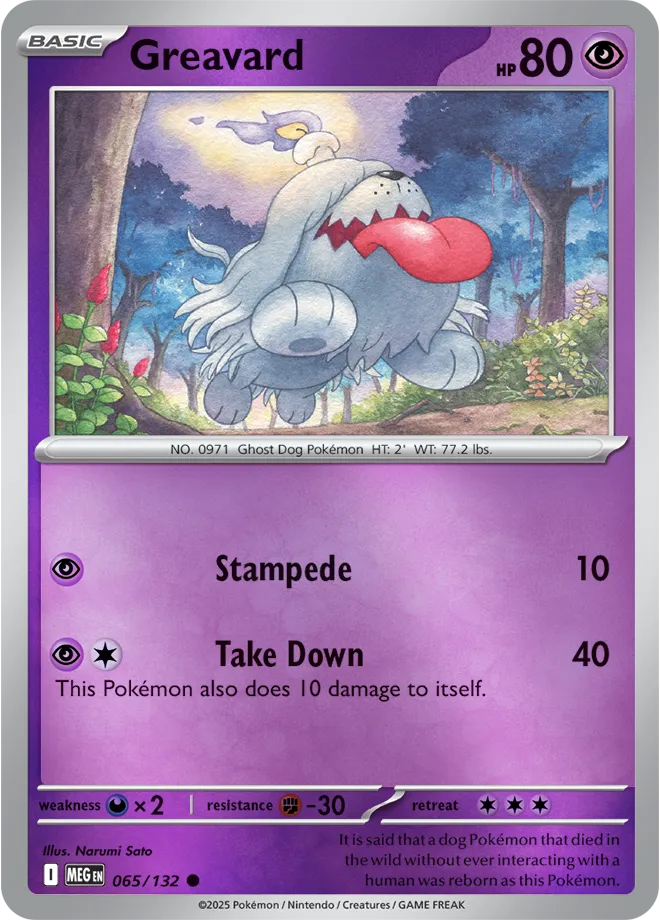 BASIC
Greavard
HP 80
NO. 0971 Ghost Dog Pokémon HT: 2' WT: 77.2 lbs.
Stampede 10
Take Down 40
This Pokémon also does 10 damage to itself.
weakness ×2 resistance -30 retreat
Illus. Narumi Sato
It is said that a dog Pokémon that died in
the wild without ever interacting with a
human was reborn as this Pokémon.
I MEG EN 065/132
©2025 Pokémon / Nintendo / Creatures / GAME FREAK